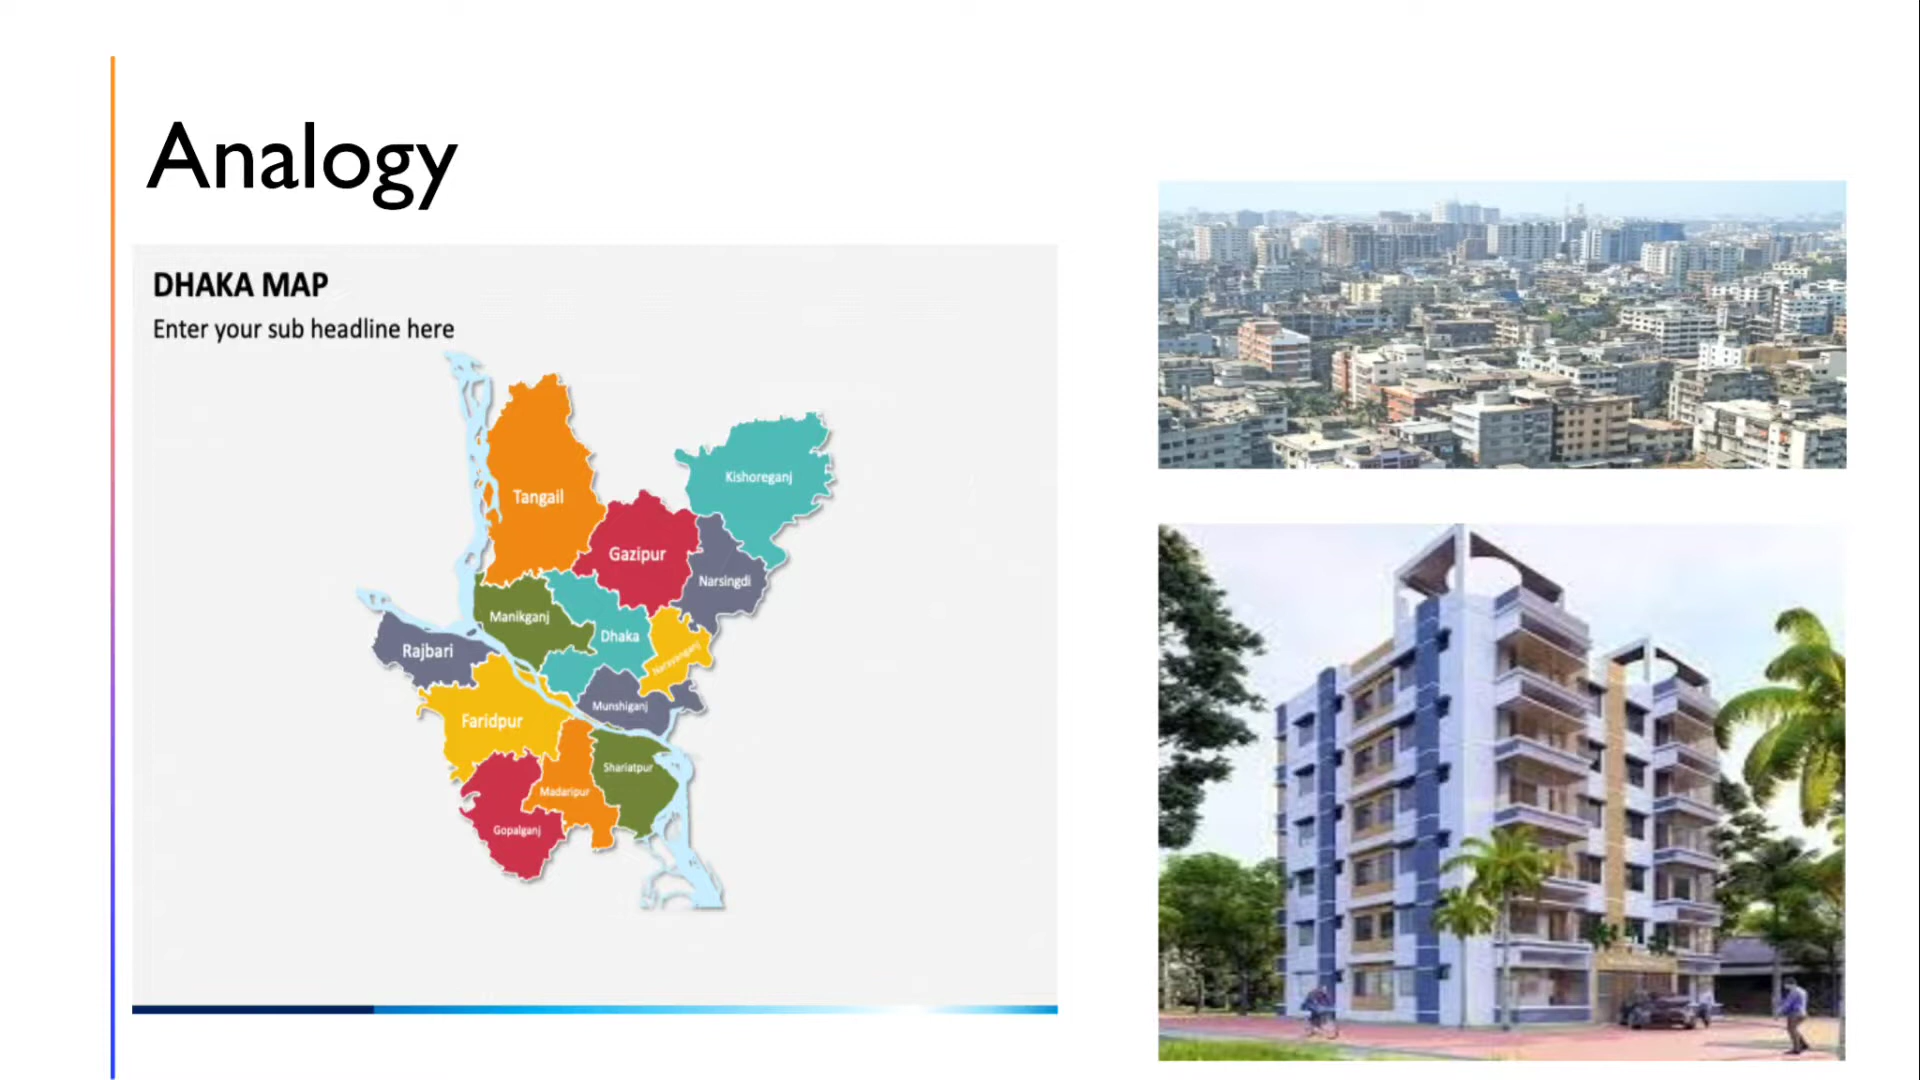 Analogy
DHAKA MAP
Enter your sub headline here
Kishoreganj
Tangail
Gazipur
Narsingdi
Manikganj
Dhaka
Rajbari
Narayanganj
Munshiganj
Faridpur
Shariatpur
Madaripur
Gopalganj